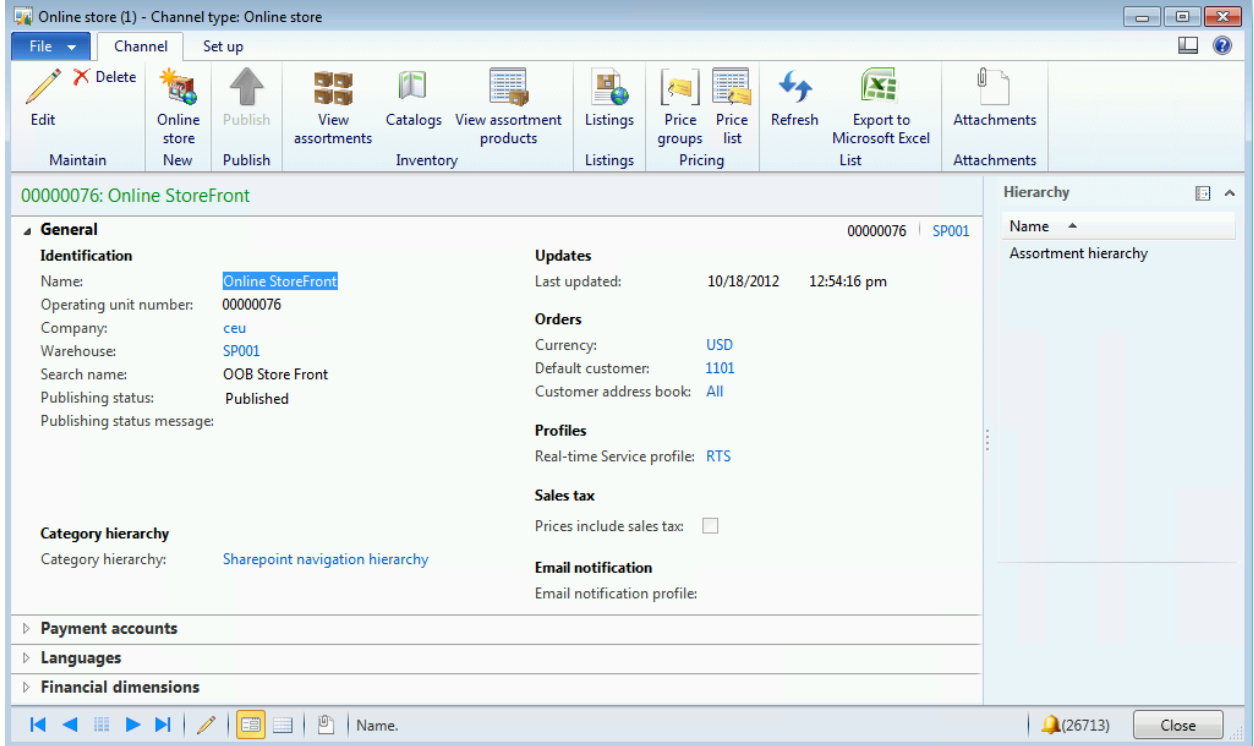 Online store (1) - Channel type: Online store
File Channel Set up
Edit
Delete
Maintain
Online store
New
Publish
Publish
View assortments
Catalogs
View assortment products
Inventory
Listings
Listings
Price groups
Price list
Pricing
Refresh
Export to Microsoft Excel
List
Attachments
Attachments
00000076: Online StoreFront
General 00000076 SP001
Identification
Name: Online StoreFront
Operating unit number: 00000076
Company: ceu
Warehouse: SP001
Search name: OOB Store Front
Publishing status: Published
Publishing status message:
Category hierarchy
Category hierarchy: Sharepoint navigation hierarchy
Updates
Last updated: 10/18/2012 12:54:16 pm
Orders
Currency: USD
Default customer: 1101
Customer address book: All
Profiles
Real-time Service profile: RTS
Sales tax
Prices include sales tax:
Email notification
Email notification profile:
Payment accounts
Languages
Financial dimensions
Hierarchy
Name
Assortment hierarchy
Name.
(26713)
Close